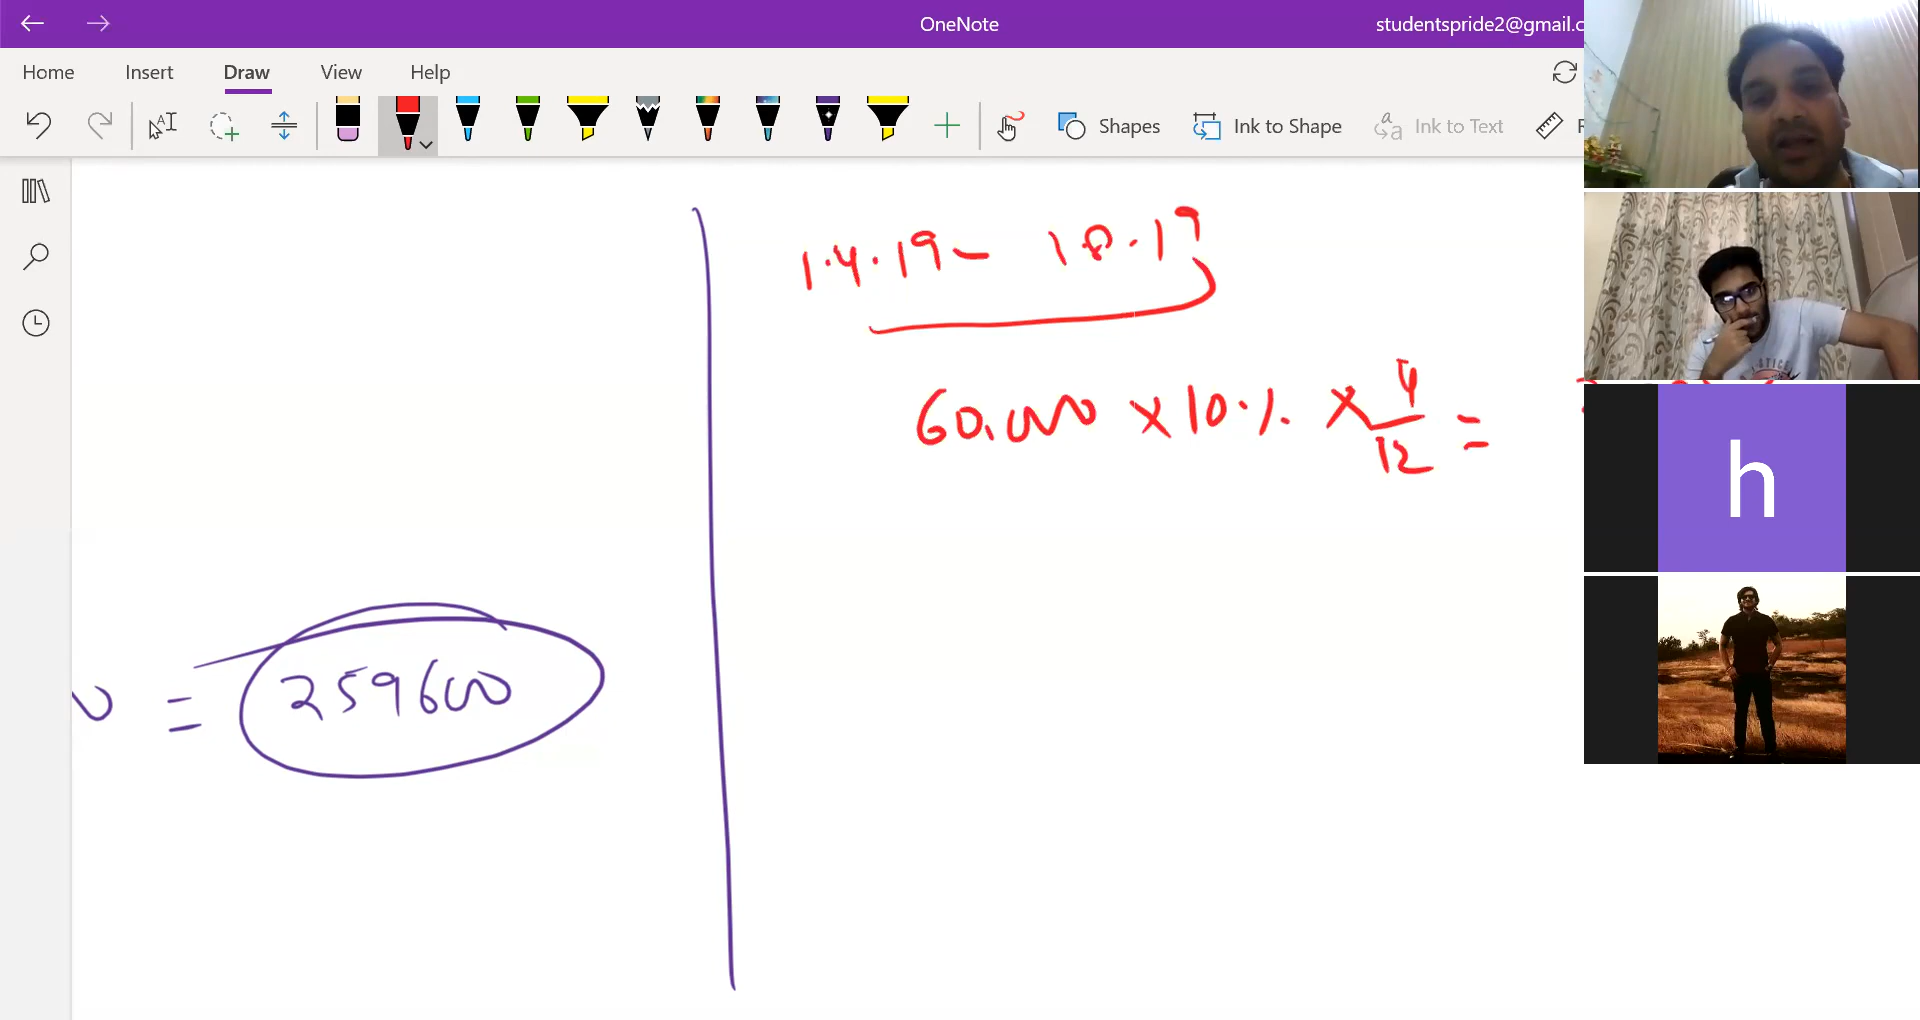 OneNote
studentspride2@gmail.c
Home Insert Draw View Help
Shapes Ink to Shape Ink to Text
1.4.19 - 1 8.19
60,000 × 10% × 4/12 =
= 259600
h